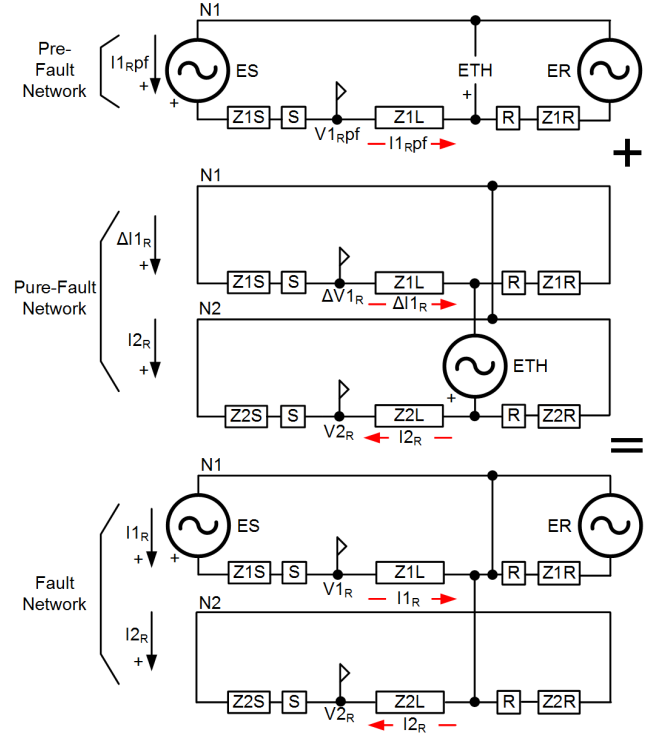 Pre-
Fault
Network
N1
I1Rpf
+
+
ES
ETH
+
ER
Z1S
S
V1Rpf
Z1L
I1Rpf
R
Z1R
+
Pure-Fault
Network
N1
ΔI1R
+
Z1S
S
ΔV1R
Z1L
ΔI1R
R
Z1R
N2
I2R
+
ETH
+
Z2S
S
V2R
Z2L
I2R
R
Z2R
=
Fault
Network
N1
I1R
+
+
ES
ER
Z1S
S
V1R
Z1L
I1R
R
Z1R
N2
I2R
+
Z2S
S
V2R
Z2L
I2R
R
Z2R